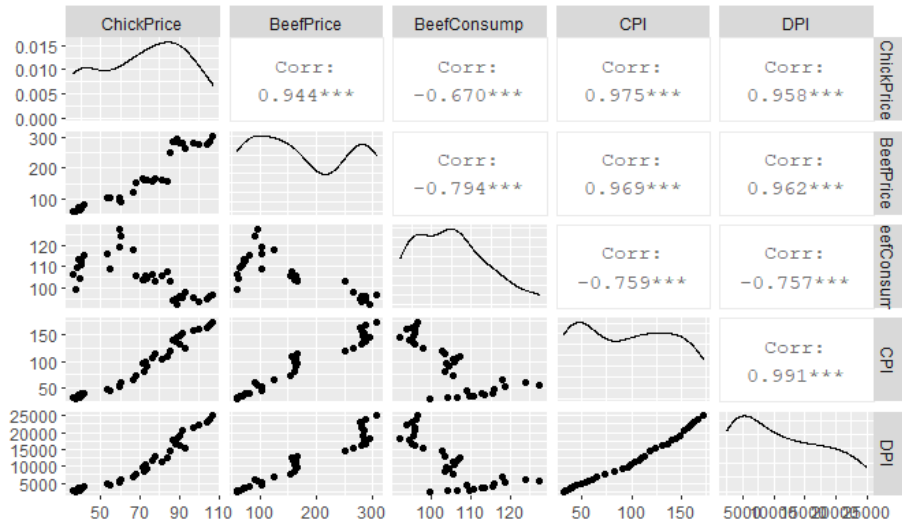 ChickPrice BeefPrice BeefConsump CPI DPI
0.015
0.010
0.005
0.000
Corr:
0.944***
Corr:
-0.670***
Corr:
0.975***
Corr:
0.958***
ChickPrice
300
200
100
Corr:
-0.794***
Corr:
0.969***
Corr:
0.962***
BeefPrice
120
110
100
Corr:
-0.759***
Corr:
-0.757***
eefConsum
150
100
50
Corr:
0.991***
CPI
25000
20000
15000
10000
5000
DPI
50 70 90 110 100 200 300 100 110 120 50 100 150 5000 10000 15000 20000 25000